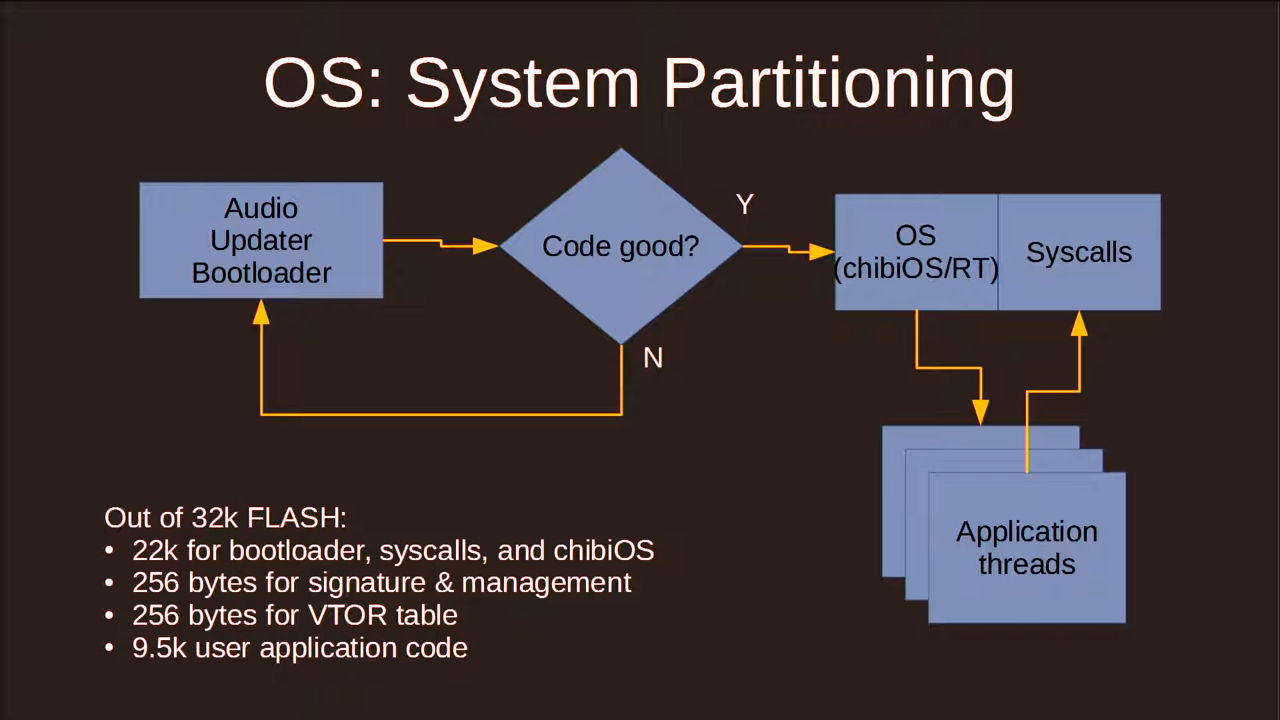 OS: System Partitioning
Audio
Updater
Bootloader
Code good?
Y
N
OS
(chibiOS/RT)
Syscalls
Application
threads
Out of 32k FLASH:
• 22k for bootloader, syscalls, and chibiOS
• 256 bytes for signature & management
• 256 bytes for VTOR table
• 9.5k user application code